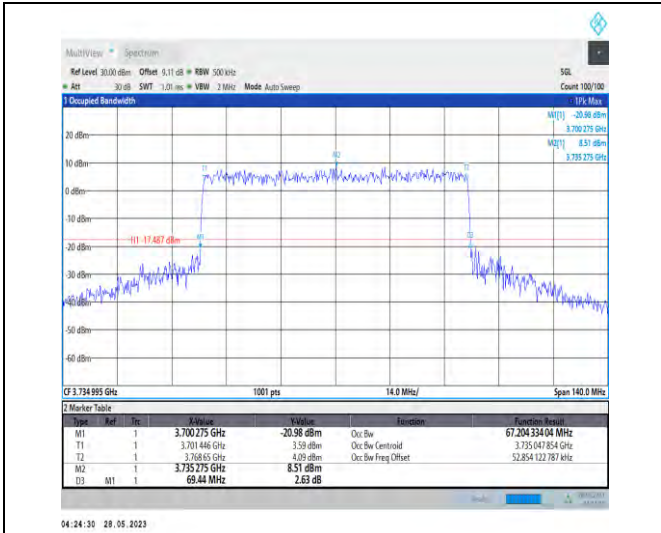 MultiView Spectrum
Ref Level 30.00 dBm Offset 9.11 dB RBW 500 kHz SGL
Att 30 dB SWT 1.01 ms VBW 2 MHz Mode Auto Sweep Count 100/100
1 Occupied Bandwidth 1Pk Max
M1[1] -20.98 dBm
3.700 275 GHz
M2[1] 8.51 dBm
3.735 275 GHz
20 dBm
M2
10 dBm
T1 T2
0 dBm
-10 dBm
H1 -17.487 dBm
M1 D3
-20 dBm
-30 dBm
-40 dBm
-50 dBm
-60 dBm
CF 3.734 995 GHz 1001 pts 14.0 MHz/ Span 140.0 MHz
2 Marker Table
Type Ref Trc X-Value Y-Value Function Function Result
M1 1 3.700 275 GHz -20.98 dBm Occ Bw 67.204 334 04 MHz
T1 1 3.701 446 GHz 3.59 dBm Occ Bw Centroid 3.735 047 854 GHz
T2 1 3.768 65 GHz 4.09 dBm Occ Bw Freq Offset 52.854 122 787 kHz
M2 1 3.735 275 GHz 8.51 dBm
D3 M1 1 69.44 MHz 2.63 dB
04:24:30 28.05.2023